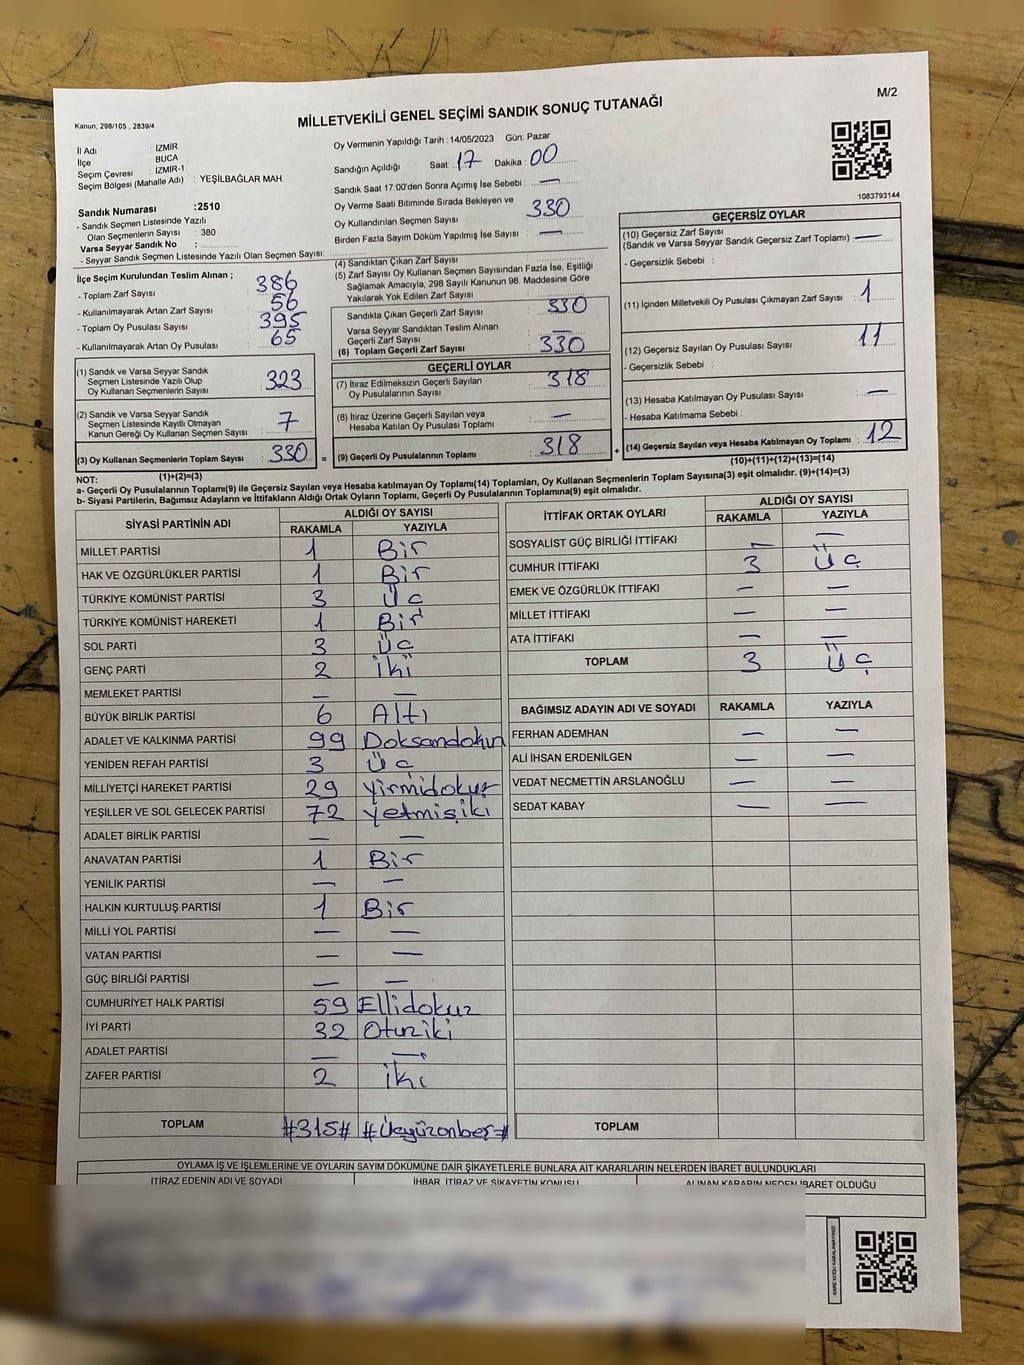 M/2
Kanun; 298/105 , 2839/4
MİLLETVEKİLİ GENEL SEÇİMİ SANDIK SONUÇ TUTANAĞI
İl Adı : İZMİR
İlçe : BUCA
Seçim Çevresi : İZMİR-1
Seçim Bölgesi (Mahalle Adı) : YEŞİLBAĞLAR MAH.
Sandık Numarası :2510
- Sandık Seçmen Listesinde Yazılı
Olan Seçmenlerin Sayısı : 380
Varsa Seyyar Sandık No :
- Seyyar Sandık Seçmen Listesinde Yazılı Olan Seçmen Sayısı:
Oy Vermenin Yapıldığı Tarih : 14/05/2023 Gün: Pazar
Sandığın Açıldığı Saat: 17 Dakika : 00
Sandık Saat 17.00'den Sonra Açımış İse Sebebi : —
Oy Verme Saati Bitiminde Sırada Bekleyen ve
Oy Kullandırılan Seçmen Sayısı : 330
Birden Fazla Sayım Döküm Yapılmış İse Sayısı : —
1083793144
İlçe Seçim Kurulundan Teslim Alınan ;
- Toplam Zarf Sayısı : 386
- Kullanılmayarak Artan Zarf Sayısı : 56
- Toplam Oy Pusulası Sayısı : 395
- Kullanılmayarak Artan Oy Pusulası : 65
(1) Sandık ve Varsa Seyyar Sandık
Seçmen Listesinde Yazılı Olup
Oy Kullanan Seçmenlerin Sayısı : 323
(2) Sandık ve Varsa Seyyar Sandık
Seçmen Listesinde Kayıtlı Olmayan
Kanun Gereği Oy Kullanan Seçmen Sayısı : 7
(3) Oy Kullanan Seçmenlerin Toplam Sayısı : 330
(1)+(2)=(3)
(4) Sandıktan Çıkan Zarf Sayısı :
(5) Zarf Sayısı Oy Kullanan Seçmen Sayısından Fazla İse, Eşitliği
Sağlamak Amacıyla, 298 Sayılı Kanunun 98. Maddesine Göre
Yakılarak Yok Edilen Zarf Sayısı :
Sandıkta Çıkan Geçerli Zarf Sayısı : 330
Varsa Seyyar Sandıktan Teslim Alınan
Geçerli Zarf Sayısı : —
(6) Toplam Geçerli Zarf Sayısı : 330
GEÇERLİ OYLAR
(7) İtiraz Edilmeksizin Geçerli Sayılan
Oy Pusulalarının Sayısı : 318
(8) İtiraz Üzerine Geçerli Sayılan veya
Hesaba Katılan Oy Pusulası Toplamı : —
= (9) Geçerli Oy Pusulalarının Toplamı : 318
GEÇERSİZ OYLAR
(10) Geçersiz Zarf Sayısı
(Sandık ve Varsa Seyyar Sandık Geçersiz Zarf Toplamı) : —
- Geçersizlik Sebebi :
(11) İçinden Milletvekili Oy Pusulası Çıkmayan Zarf Sayısı : 1
(12) Geçersiz Sayılan Oy Pusulası Sayısı : 11
- Geçersizlik Sebebi :
(13) Hesaba Katılmayan Oy Pusulası Sayısı : —
- Hesaba Katılmama Sebebi :
+ (14) Geçersiz Sayılan veya Hesaba Katılmayan Oy Toplamı : 12
(10)+(11)+(12)+(13)=(14)
NOT:
a- Geçerli Oy Pusulalarının Toplamı(9) ile Geçersiz Sayılan veya Hesaba katılmayan Oy Toplamı(14) Toplamları, Oy Kullanan Seçmenlerin Toplam Sayısına(3) eşit olmalıdır. (9)+(14)=(3)
b- Siyasi Partilerin, Bağımsız Adayların ve İttifakların Aldığı Ortak Oyların Toplamı, Geçerli Oy Pusulalarının Toplamına(9) eşit olmalıdır.
SİYASİ PARTİNİN ADI ALDIĞI OY SAYISI
RAKAMLA YAZIYLA
MİLLET PARTİSİ 1 Bir
HAK VE ÖZGÜRLÜKLER PARTİSİ 1 Bir
TÜRKİYE KOMÜNİST PARTİSİ 3 Üç
TÜRKİYE KOMÜNİST HAREKETİ 1 Bir
SOL PARTİ 3 Üç
GENÇ PARTİ 2 İki
MEMLEKET PARTİSİ — —
BÜYÜK BİRLİK PARTİSİ 6 Altı
ADALET VE KALKINMA PARTİSİ 99 Doksandokuz
YENİDEN REFAH PARTİSİ 3 Üç
MİLLİYETÇİ HAREKET PARTİSİ 29 Yirmidokuz
YEŞİLLER VE SOL GELECEK PARTİSİ 72 Yetmişiki
ADALET BİRLİK PARTİSİ — —
ANAVATAN PARTİSİ 1 Bir
YENİLİK PARTİSİ — —
HALKIN KURTULUŞ PARTİSİ 1 Bir
MİLLİ YOL PARTİSİ — —
VATAN PARTİSİ — —
GÜÇ BİRLİĞİ PARTİSİ — —
CUMHURİYET HALK PARTİSİ 59 Ellidokuz
İYİ PARTİ 32 Otuziki
ADALET PARTİSİ — —
ZAFER PARTİSİ 2 İki
TOPLAM #315# #Üçyüzonbeş#
İTTİFAK ORTAK OYLARI ALDIĞI OY SAYISI
RAKAMLA YAZIYLA
SOSYALİST GÜÇ BİRLİĞİ İTTİFAKI — —
CUMHUR İTTİFAKI 3 Üç
EMEK VE ÖZGÜRLÜK İTTİFAKI — —
MİLLET İTTİFAKI — —
ATA İTTİFAKI — —
TOPLAM 3 Üç
BAĞIMSIZ ADAYIN ADI VE SOYADI RAKAMLA YAZIYLA
FERHAN ADEMHAN — —
ALİ İHSAN ERDENİLGEN — —
VEDAT NECMETTİN ARSLANOĞLU — —
SEDAT KABAY — —
TOPLAM
OYLAMA İŞ VE İŞLEMLERİNE VE OYLARIN SAYIM DÖKÜMÜNE DAİR ŞİKAYETLERLE BUNLARA AİT KARARLARIN NELERDEN İBARET BULUNDUKLARI
İTİRAZ EDENİN ADI VE SOYADI İHBAR, İTİRAZ VE ŞİKAYETİN KONUSU ALINAN KARARIN NEDEN İBARET OLDUĞU